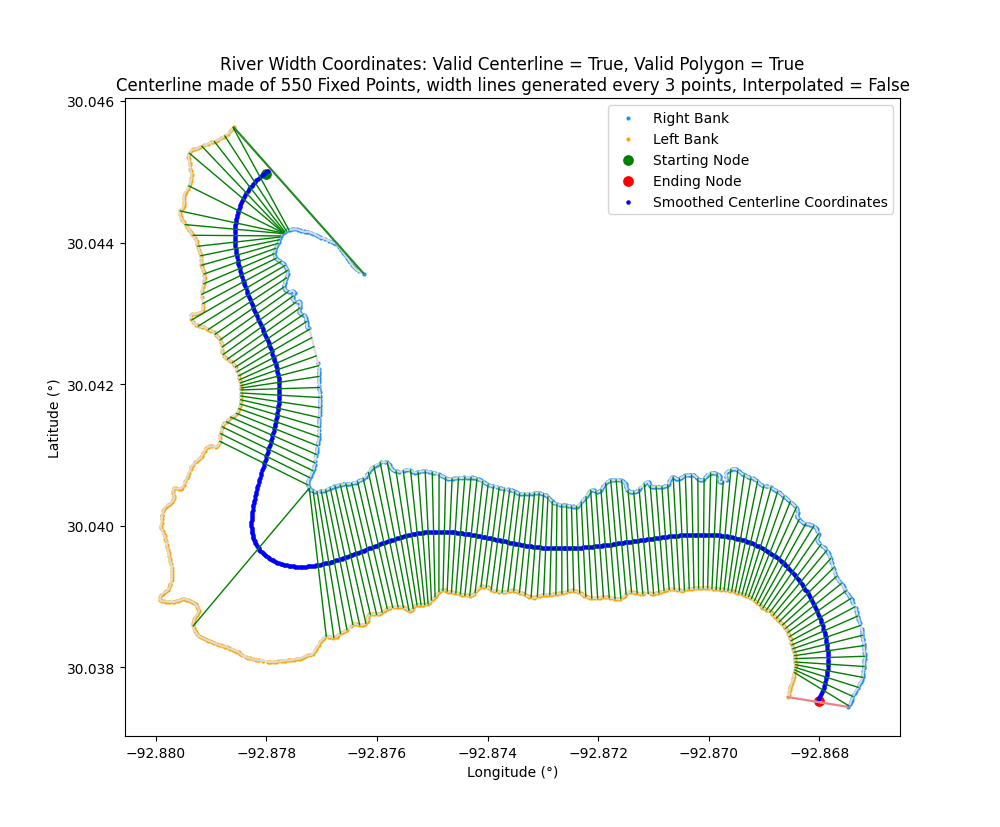 River Width Coordinates: Valid Centerline = True, Valid Polygon = True
Centerline made of 550 Fixed Points, width lines generated every 3 points, Interpolated = False
Right Bank
Left Bank
Starting Node
Ending Node
Smoothed Centerline Coordinates
30.046
30.044
30.042
30.040
30.038
Latitude (°)
−92.880 −92.878 −92.876 −92.874 −92.872 −92.870 −92.868
Longitude (°)